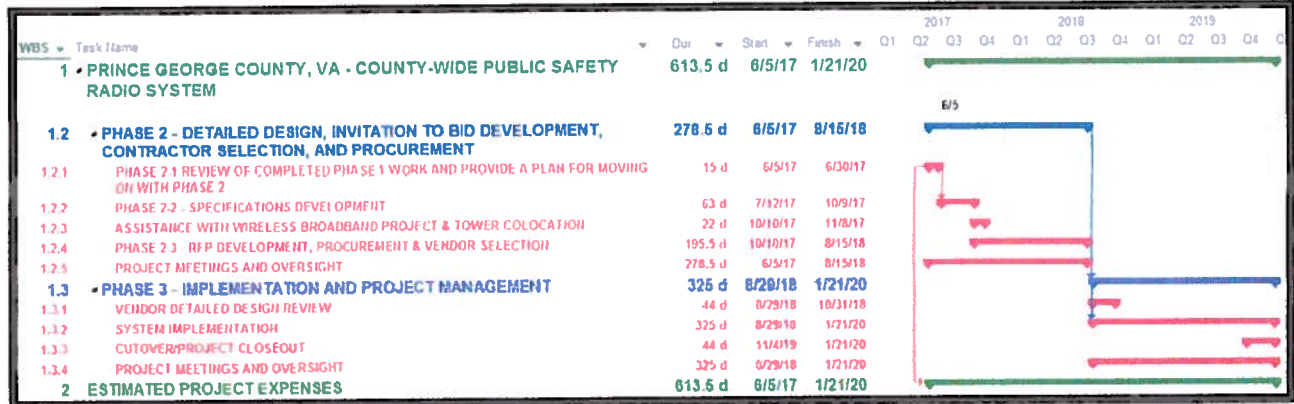 2017 2018 2019
WBS Task Name Dur Start Finish Q1 Q2 Q3 Q4 Q1 Q2 Q3 Q4 Q1 Q2 Q3 Q4
1 PRINCE GEORGE COUNTY, VA - COUNTY-WIDE PUBLIC SAFETY 613.5 d 6/5/17 1/21/20
RADIO SYSTEM
6/5
1.2 PHASE 2 - DETAILED DESIGN, INVITATION TO BID DEVELOPMENT, 278.5 d 6/5/17 8/15/18
CONTRACTOR SELECTION, AND PROCUREMENT
1.2.1 PHASE 2.1 REVIEW OF COMPLETED PHASE 1 WORK AND PROVIDE A PLAN FOR MOVING 15 d 6/5/17 6/30/17
ON WITH PHASE 2
1.2.2 PHASE 2.2 - SPECIFICATIONS DEVELOPMENT 63 d 7/12/17 10/9/17
1.2.3 ASSISTANCE WITH WIRELESS BROADBAND PROJECT & TOWER COLOCATION 22 d 10/10/17 11/8/17
1.2.4 PHASE 2.3 - RFP DEVELOPMENT, PROCUREMENT & VENDOR SELECTION 195.5 d 10/10/17 8/15/18
1.2.5 PROJECT MEETINGS AND OVERSIGHT 278.5 d 6/5/17 8/15/18
1.3 PHASE 3 - IMPLEMENTATION AND PROJECT MANAGEMENT 325 d 8/29/18 1/21/20
1.3.1 VENDOR DETAILED DESIGN REVIEW 44 d 8/29/18 10/31/18
1.3.2 SYSTEM IMPLEMENTATION 325 d 8/29/18 1/21/20
1.3.3 CUTOVER/PROJECT CLOSEOUT 44 d 11/4/19 1/21/20
1.3.4 PROJECT MEETINGS AND OVERSIGHT 325 d 8/29/18 1/21/20
2 ESTIMATED PROJECT EXPENSES 613.5 d 6/5/17 1/21/20